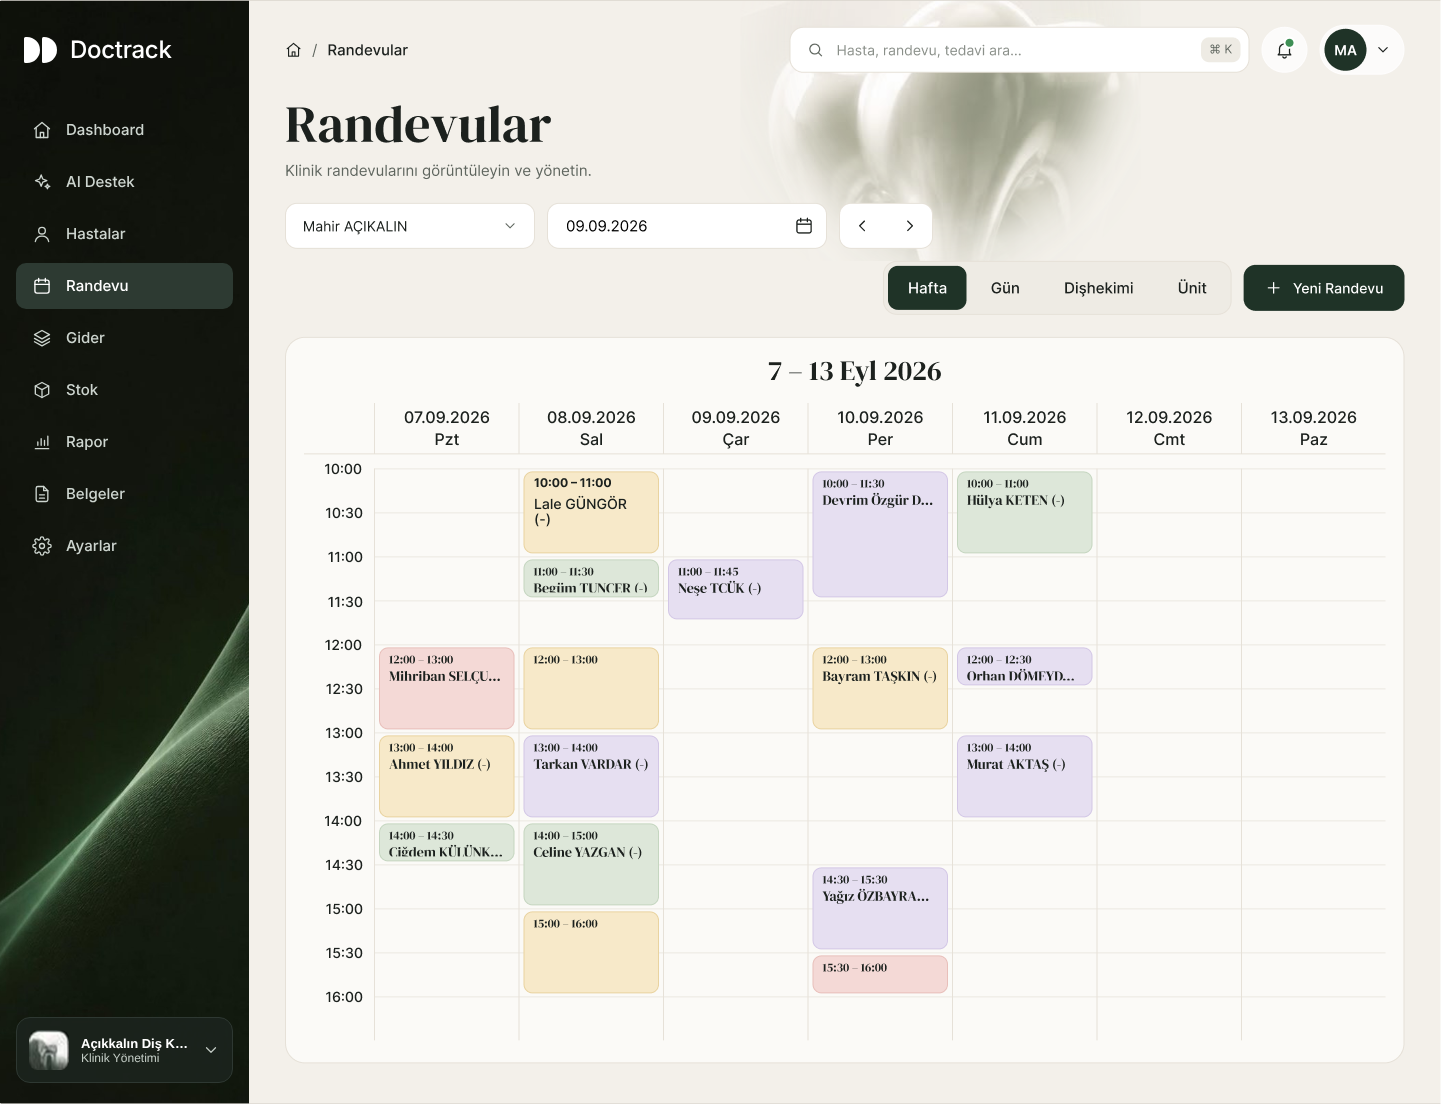 Doctrack
Dashboard
AI Destek
Hastalar
Randevu
Gider
Stok
Rapor
Belgeler
Ayarlar
Açıkkalın Diş K...
Klinik Yönetimi
/ Randevular
Hasta, randevu, tedavi ara...
⌘ K
MA
Randevular
Klinik randevularını görüntüleyin ve yönetin.
Mahir AÇIKALIN
09.09.2026
Hafta
Gün
Dişhekimi
Ünit
Yeni Randevu
7 – 13 Eyl 2026
07.09.2026
Pzt
08.09.2026
Sal
09.09.2026
Çar
10.09.2026
Per
11.09.2026
Cum
12.09.2026
Cmt
13.09.2026
Paz
10:00
10:30
11:00
11:30
12:00
12:30
13:00
13:30
14:00
14:30
15:00
15:30
16:00
12:00 – 13:00
Mihriban SELÇU...
13:00 – 14:00
Ahmet YILDIZ (-)
14:00 – 14:30
Çiğdem KÜLÜNK...
10:00 – 11:00
Lale GÜNGÖR
(-)
11:00 – 11:30
Begüm TUNCER (-)
12:00 – 13:00
13:00 – 14:00
Tarkan VARDAR (-)
14:00 – 15:00
Celine YAZGAN (-)
15:00 – 16:00
11:00 – 11:45
Neşe TCÜK (-)
10:00 – 11:30
Devrim Özgür D...
12:00 – 13:00
Bayram TAŞKIN (-)
14:30 – 15:30
Yağız ÖZBAYRA...
15:30 – 16:00
10:00 – 11:00
Hülya KETEN (-)
12:00 – 12:30
Orhan DÖMEYD...
13:00 – 14:00
Murat AKTAŞ (-)